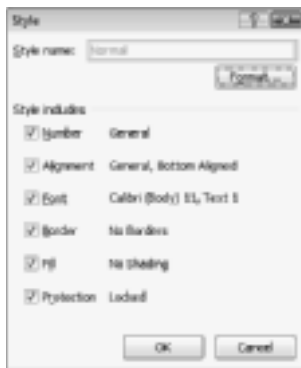 Style
Style name: Normal
Format...
Style includes
Number General
Alignment General, Bottom Aligned
Font Calibri (Body) 11, Text 1
Border No Borders
Fill No Shading
Protection Locked
OK Cancel